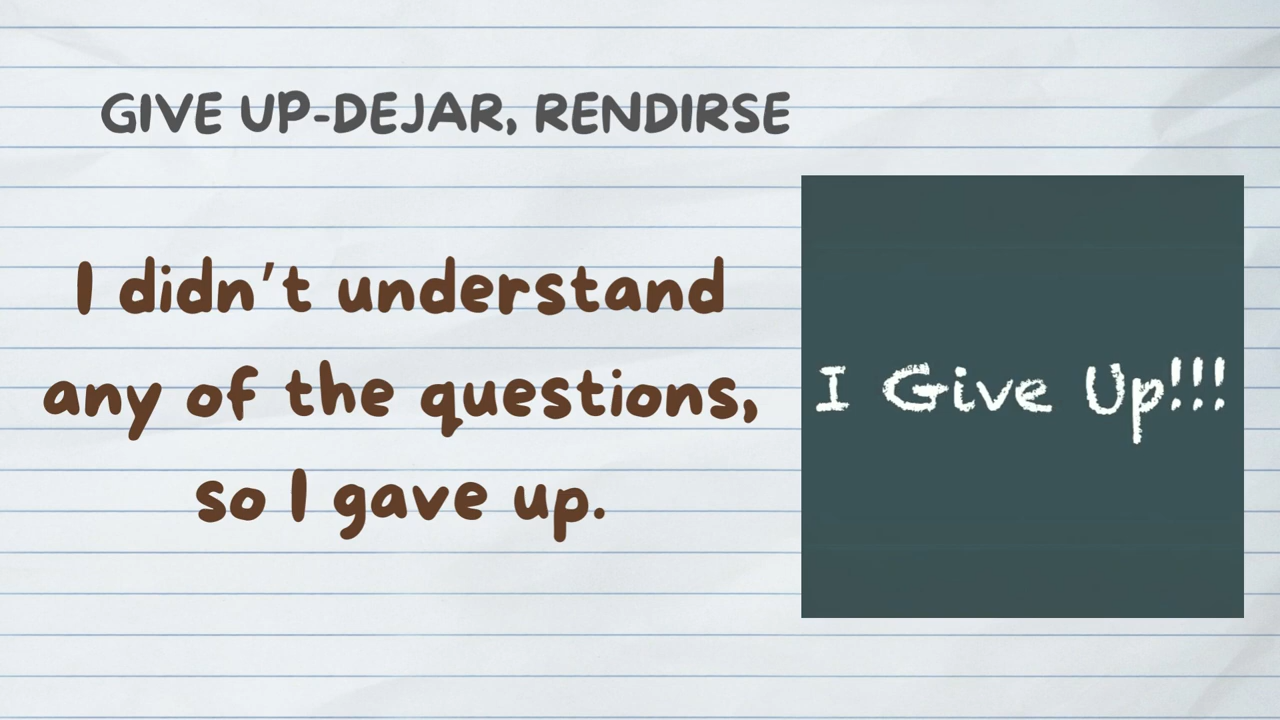 GIVE UP-DEJAR, RENDIRSE
I didn't understand
any of the questions,
so I gave up.
I Give Up!!!